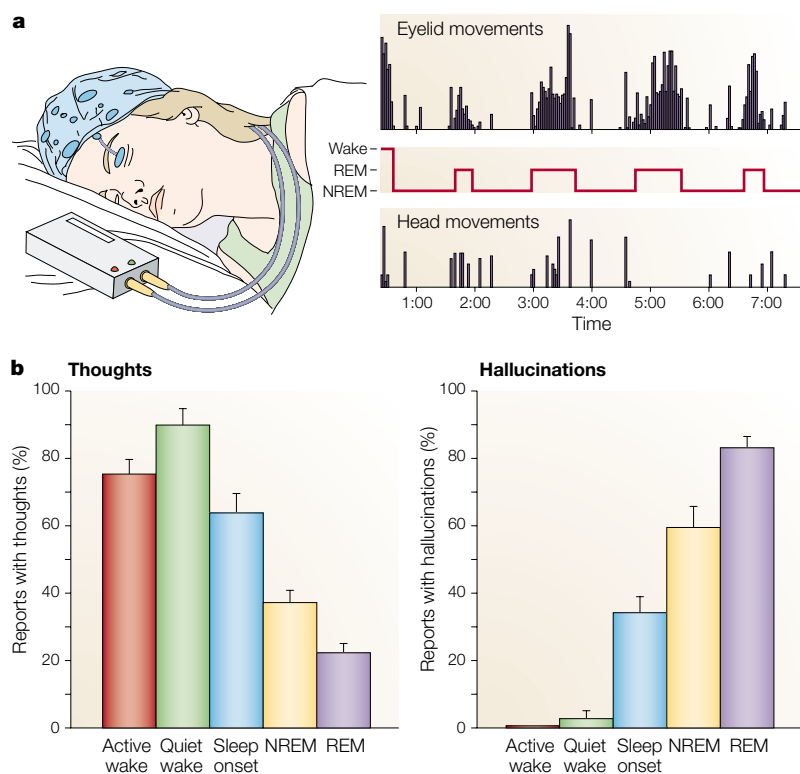 a
Eyelid movements
Wake
REM
NREM
Head movements
1:00 2:00 3:00 4:00 5:00 6:00 7:00
Time
b
Thoughts
Reports with thoughts (%)
100
80
60
40
20
0
Active wake
Quiet wake
Sleep onset
NREM
REM
Hallucinations
Reports with hallucinations (%)
100
80
60
40
20
0
Active wake
Quiet wake
Sleep onset
NREM
REM